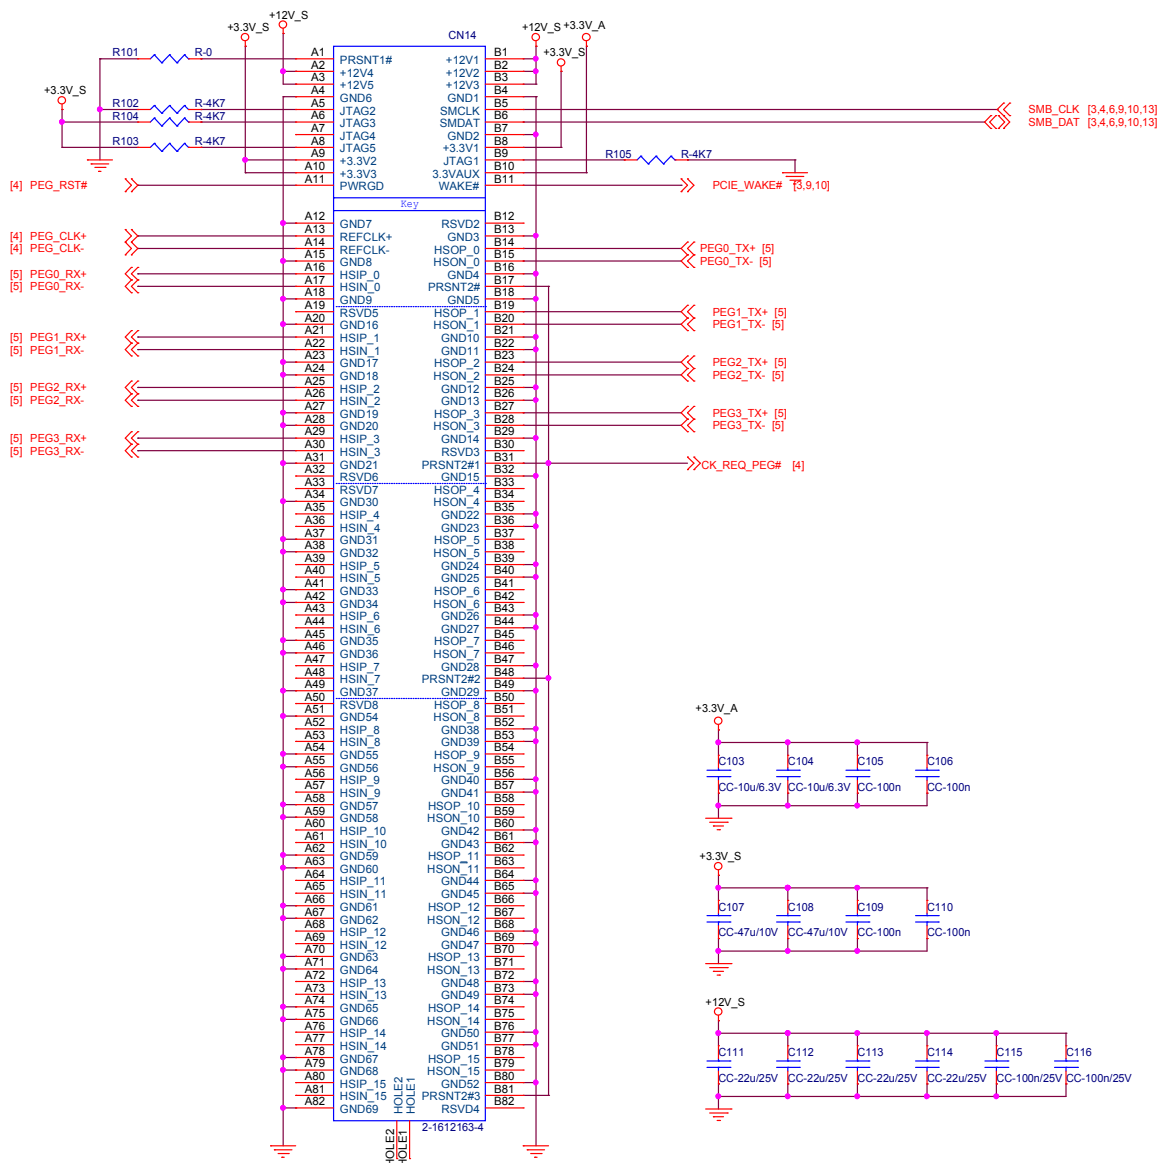 +12V_S
+3.3V_S
CN14
+12V_S
+3.3V_A
+3.3V_S
R101 R-0 A1 PRSNT1# +12V1 B1
A2 +12V4 +12V2 B2
A3 +12V5 +12V3 B3
A4 GND6 GND1 B4
+3.3V_S
R102 R-4K7 A5 JTAG2 SMCLK B5 SMB_CLK [3,4,6,9,10,13]
R104 R-4K7 A6 JTAG3 SMDAT B6 SMB_DAT [3,4,6,9,10,13]
A7 JTAG4 GND2 B7
R103 R-4K7 A8 JTAG5 +3.3V1 B8
A9 +3.3V2 JTAG1 B9 R105 R-4K7
A10 +3.3V3 3.3VAUX B10
[4] PEG_RST# A11 PWRGD WAKE# B11 PCIE_WAKE# [3,9,10]
Key
A12 GND7 RSVD2 B12
[4] PEG_CLK+ A13 REFCLK+ GND3 B13
[4] PEG_CLK- A14 REFCLK- HSOP_0 B14 PEG0_TX+ [5]
A15 GND8 HSON_0 B15 PEG0_TX- [5]
[5] PEG0_RX+ A16 HSIP_0 GND4 B16
[5] PEG0_RX- A17 HSIN_0 PRSNT2# B17
A18 GND9 GND5 B18
A19 RSVD5 HSOP_1 B19 PEG1_TX+ [5]
A20 GND16 HSON_1 B20 PEG1_TX- [5]
[5] PEG1_RX+ A21 HSIP_1 GND10 B21
[5] PEG1_RX- A22 HSIN_1 GND11 B22
A23 GND17 HSOP_2 B23 PEG2_TX+ [5]
A24 GND18 HSON_2 B24 PEG2_TX- [5]
[5] PEG2_RX+ A25 HSIP_2 GND12 B25
[5] PEG2_RX- A26 HSIN_2 GND13 B26
A27 GND19 HSOP_3 B27 PEG3_TX+ [5]
A28 GND20 HSON_3 B28 PEG3_TX- [5]
[5] PEG3_RX+ A29 HSIP_3 GND14 B29
[5] PEG3_RX- A30 HSIN_3 RSVD3 B30
A31 GND21 PRSNT2#1 B31 CK_REQ_PEG# [4]
A32 RSVD6 GND15 B32
A33 RSVD7 HSOP_4 B33
A34 GND30 HSON_4 B34
A35 HSIP_4 GND22 B35
A36 HSIN_4 GND23 B36
A37 GND31 HSOP_5 B37
A38 GND32 HSON_5 B38
A39 HSIP_5 GND24 B39
A40 HSIN_5 GND25 B40
A41 GND33 HSOP_6 B41
A42 GND34 HSON_6 B42
A43 HSIP_6 GND26 B43
A44 HSIN_6 GND27 B44
A45 GND35 HSOP_7 B45
A46 GND36 HSON_7 B46
A47 HSIP_7 GND28 B47
A48 HSIN_7 PRSNT2#2 B48
A49 GND37 GND29 B49
A50 RSVD8 HSOP_8 B50
A51 GND54 HSON_8 B51
A52 HSIP_8 GND38 B52
A53 HSIN_8 GND39 B53
A54 GND55 HSOP_9 B54
A55 GND56 HSON_9 B55
A56 HSIP_9 GND40 B56
A57 HSIN_9 GND41 B57
A58 GND57 HSOP_10 B58
A59 GND58 HSON_10 B59
A60 HSIP_10 GND42 B60
A61 HSIN_10 GND43 B61
A62 GND59 HSOP_11 B62
A63 GND60 HSON_11 B63
A64 HSIP_11 GND44 B64
A65 HSIN_11 GND45 B65
A66 GND61 HSOP_12 B66
A67 GND62 HSON_12 B67
A68 HSIP_12 GND46 B68
A69 HSIN_12 GND47 B69
A70 GND63 HSOP_13 B70
A71 GND64 HSON_13 B71
A72 HSIP_13 GND48 B72
A73 HSIN_13 GND49 B73
A74 GND65 HSOP_14 B74
A75 GND66 HSON_14 B75
A76 HSIP_14 GND50 B76
A77 HSIN_14 GND51 B77
A78 GND67 HSOP_15 B78
A79 GND68 HSON_15 B79
A80 HSIP_15 GND52 B80
A81 HSIN_15 PRSNT2#3 B81
A82 GND69 RSVD4 B82
HOLE2 HOLE1
2-1612163-4
HOLE2 HOLE1
+3.3V_A
C103 C104 C105 C106
CC-10u/6.3V CC-10u/6.3V CC-100n CC-100n
+3.3V_S
C107 C108 C109 C110
CC-47u/10V CC-47u/10V CC-100n CC-100n
+12V_S
C111 C112 C113 C114 C115 C116
CC-22u/25V CC-22u/25V CC-22u/25V CC-22u/25V CC-100n/25V CC-100n/25V